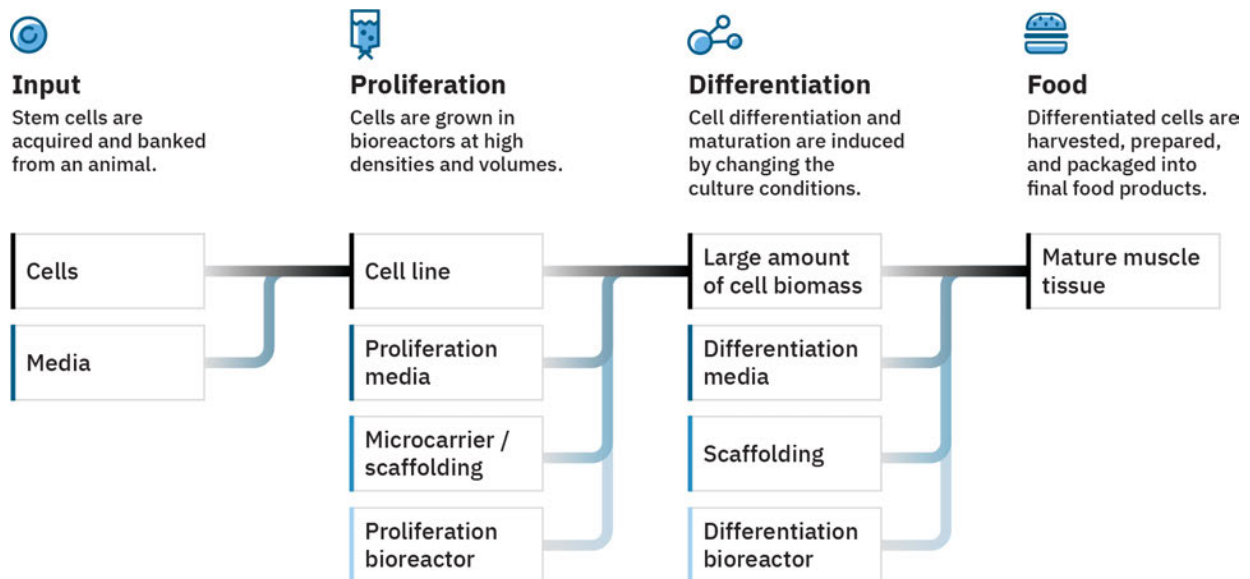 Input
Stem cells are
acquired and banked
from an animal.
Proliferation
Cells are grown in
bioreactors at high
densities and volumes.
Differentiation
Cell differentiation and
maturation are induced
by changing the
culture conditions.
Food
Differentiated cells are
harvested, prepared,
and packaged into
final food products.
Cells
Media
Cell line
Proliferation
media
Microcarrier /
scaffolding
Proliferation
bioreactor
Large amount
of cell biomass
Differentiation
media
Scaffolding
Differentiation
bioreactor
Mature muscle
tissue